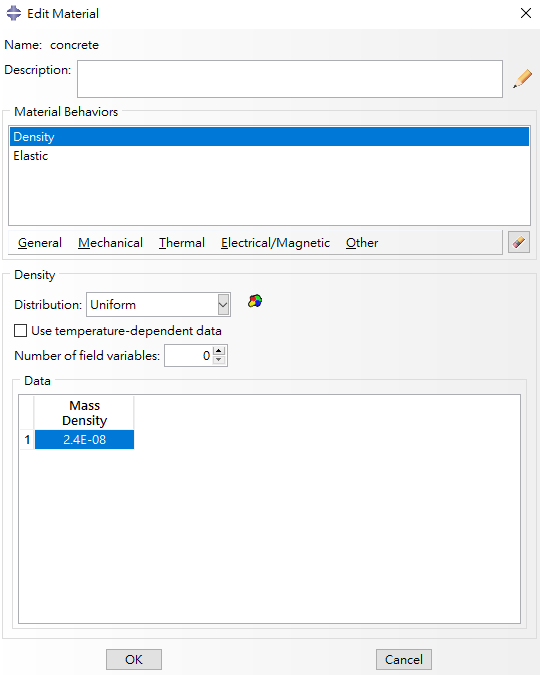 Edit Material
Name: concrete
Description:
Material Behaviors
Density
Elastic
General Mechanical Thermal Electrical/Magnetic Other
Density
Distribution: Uniform
Use temperature-dependent data
Number of field variables: 0
Data
Mass
Density
1 2.4E-08
OK Cancel